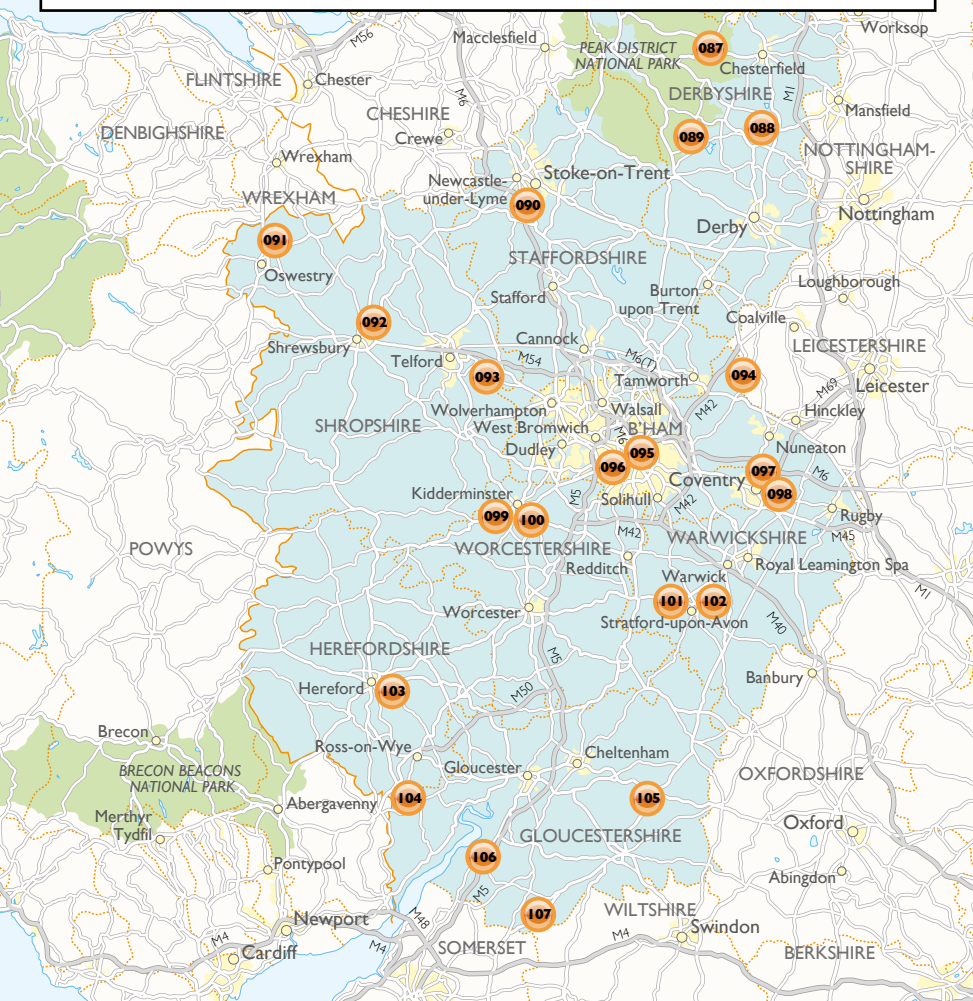 Worksop
M56
Macclesfield
PEAK DISTRICT
NATIONAL PARK
087
Chesterfield
FLINTSHIRE
Chester
M6
DERBYSHIRE
M1
Mansfield
CHESHIRE
Crewe
DENBIGHSHIRE
089
088
NOTTINGHAM-
SHIRE
Wrexham
Newcastle-
under-Lyme
Stoke-on-Trent
WREXHAM
090
Derby
Nottingham
091
Oswestry
STAFFORDSHIRE
Stafford
Burton
upon Trent
Loughborough
Coalville
092
Shrewsbury
Telford
Cannock
M54
M6(T)
LEICESTERSHIRE
093
Tamworth
094
M69
Leicester
Wolverhampton
Walsall
M42
Hinckley
SHROPSHIRE
West Bromwich
M6
B'HAM
Dudley
Nuneaton
095
096
Coventry
097
M6
098
Kidderminster
M5
Solihull
M42
Rugby
099
100
M42
M45
POWYS
WORCESTERSHIRE
WARWICKSHIRE
Redditch
Royal Leamington Spa
Warwick
M1
101
102
Worcester
Stratford-upon-Avon
M40
HEREFORDSHIRE
M5
Banbury
Hereford
103
M50
Brecon
Ross-on-Wye
Cheltenham
BRECON BEACONS
NATIONAL PARK
Gloucester
OXFORDSHIRE
Abergavenny
104
105
Merthyr
Tydfil
GLOUCESTERSHIRE
Oxford
106
Pontypool
Abingdon
M5
107
WILTSHIRE
Newport
M48
Swindon
M4
M4
SOMERSET
M4
Cardiff
BERKSHIRE